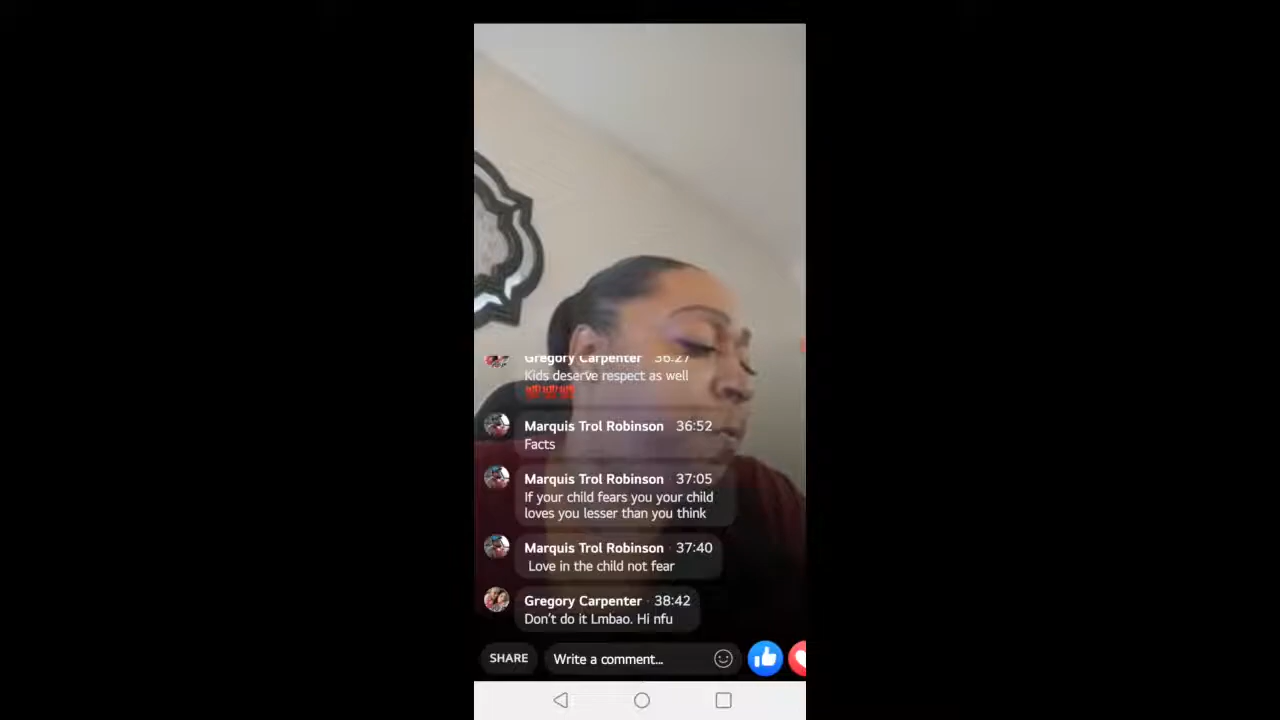 Gregory Carpenter 36:27
Kids deserve respect as well
Marquis Trol Robinson 36:52
Facts
Marquis Trol Robinson · 37:05
If your child fears you your child
loves you lesser than you think
Marquis Trol Robinson · 37:40
Love in the child not fear
Gregory Carpenter · 38:42
Don't do it Lmbao. Hi nfu
SHARE
Write a comment...